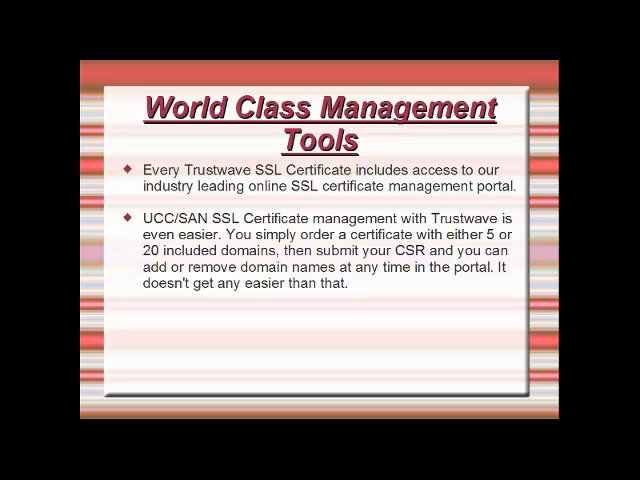 World Class Management
Tools
Every Trustwave SSL Certificate includes access to our
industry leading online SSL certificate management portal.
UCC/SAN SSL Certificate management with Trustwave is
even easier. You simply order a certificate with either 5 or
20 included domains, then submit your CSR and you can
add or remove domain names at any time in the portal. It
doesn't get any easier than that.